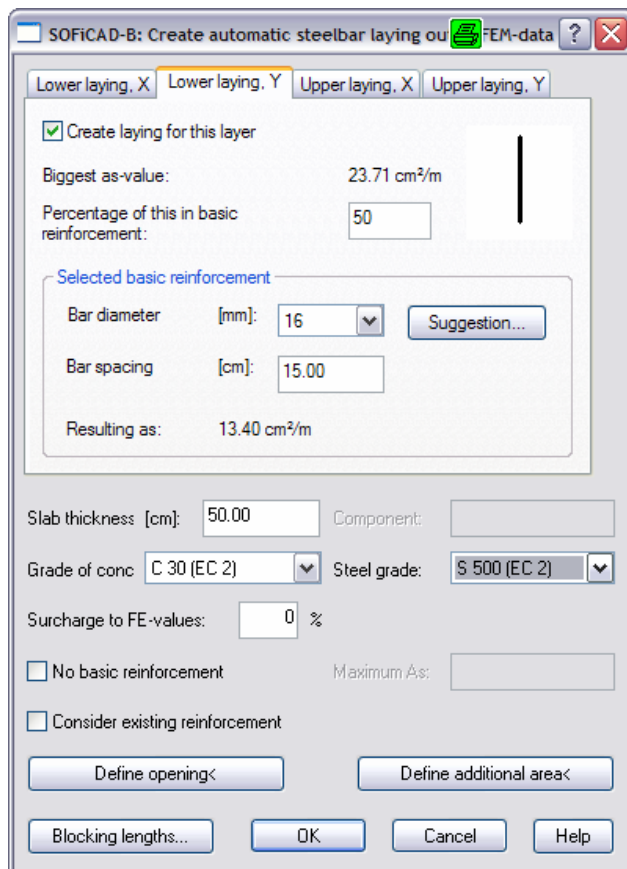 SOFiCAD-B: Create automatic steelbar laying ou FEM-data ?
Lower laying, X Lower laying, Y Upper laying, X Upper laying, Y
Create laying for this layer
Biggest as-value: 23.71 cm²/m
Percentage of this in basic reinforcement: 50
Selected basic reinforcement
Bar diameter [mm]: 16 Suggestion...
Bar spacing [cm]: 15.00
Resulting as: 13.40 cm²/m
Slab thickness [cm]: 50.00 Component:
Grade of conc C 30 (EC 2) Steel grade: S 500 (EC 2)
Surcharge to FE-values: 0 %
No basic reinforcement Maximum As:
Consider existing reinforcement
Define opening< Define additional area<
Blocking lengths... OK Cancel Help